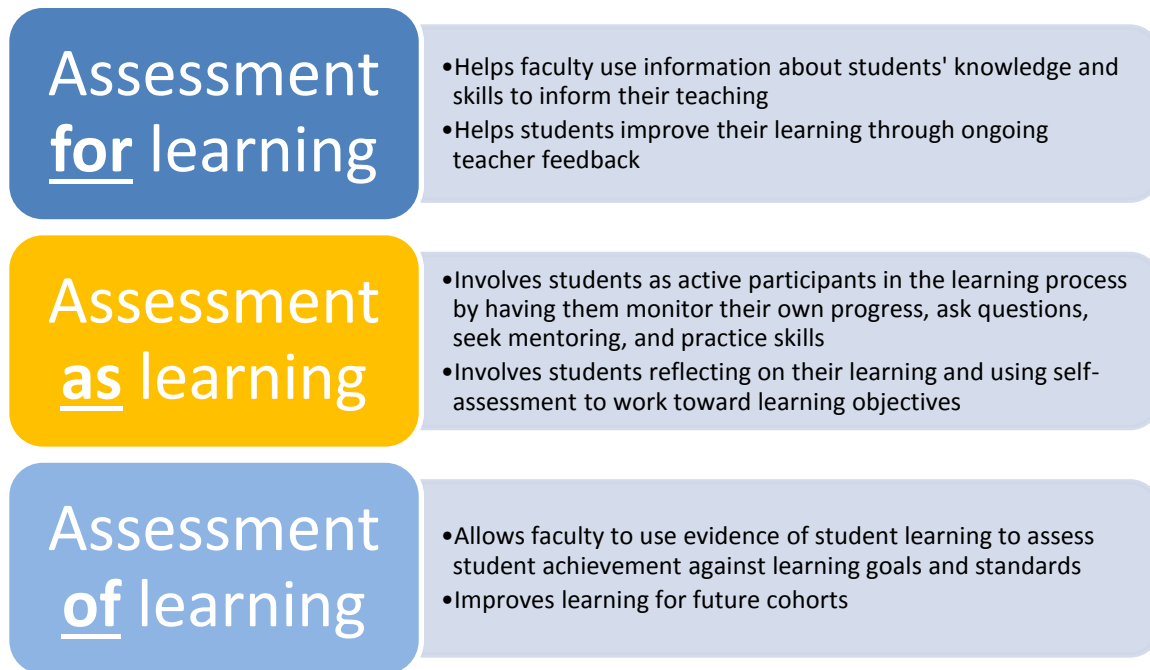 Assessment
for learning
•Helps faculty use information about students' knowledge and
skills to inform their teaching
•Helps students improve their learning through ongoing
teacher feedback
Assessment
as learning
•Involves students as active participants in the learning process
by having them monitor their own progress, ask questions,
seek mentoring, and practice skills
•Involves students reflecting on their learning and using self-
assessment to work toward learning objectives
Assessment
of learning
•Allows faculty to use evidence of student learning to assess
student achievement against learning goals and standards
•Improves learning for future cohorts